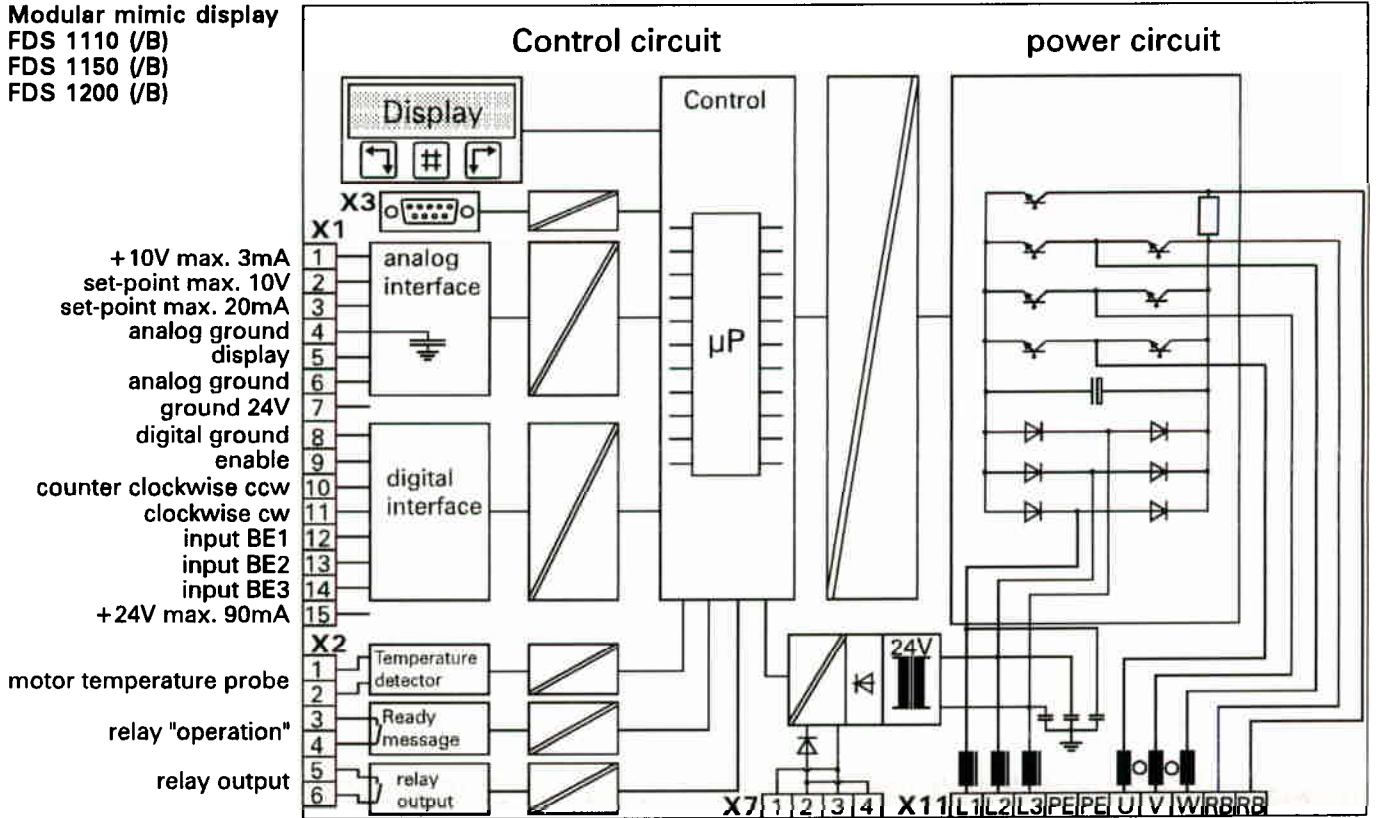 Modular mimic display
FDS 1110 (/B)
FDS 1150 (/B)
FDS 1200 (/B)
Control circuit
power circuit
Display
#
Control
X3
X1
+10V max. 3mA 1
set-point max. 10V 2
set-point max. 20mA 3
analog ground 4
display 5
analog ground 6
ground 24V 7
digital ground 8
enable 9
counter clockwise ccw 10
clockwise cw 11
input BE1 12
input BE2 13
input BE3 14
+24V max. 90mA 15
analog
interface
digital
interface
µP
X2
motor temperature probe 1
2
relay "operation" 3
4
relay output 5
6
Temperature
detector
Ready
message
relay
output
24V
X7 1 2 3 4
X11 L1 L2 L3 PE PE U V W RB RB